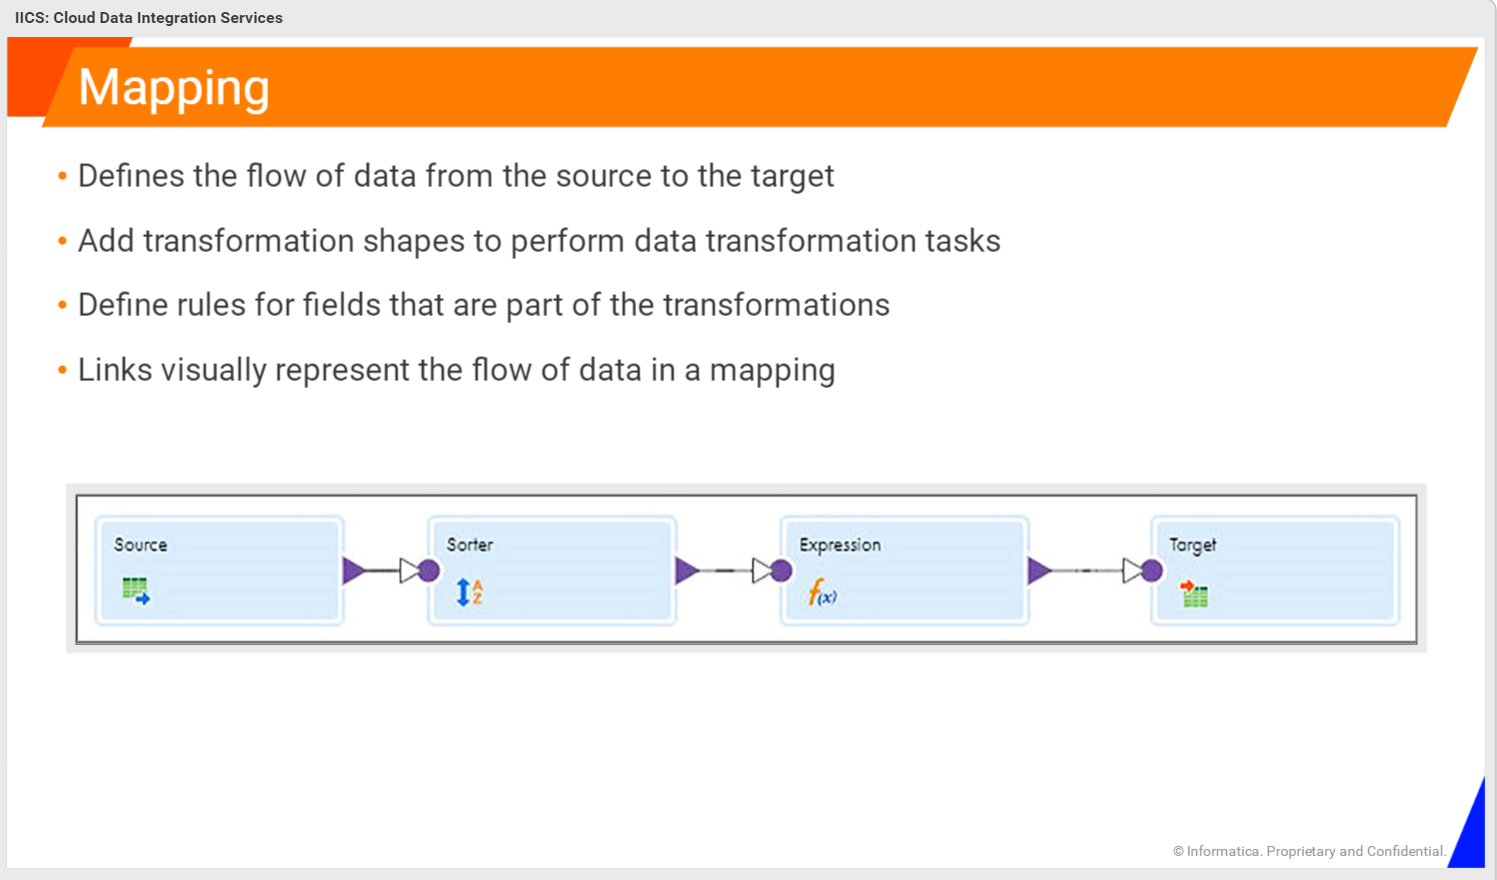 IICS: Cloud Data Integration Services
Mapping
• Defines the flow of data from the source to the target
• Add transformation shapes to perform data transformation tasks
• Define rules for fields that are part of the transformations
• Links visually represent the flow of data in a mapping
Source
Sorter
Expression
Target
A
Z
f(x)
© Informatica. Proprietary and Confidential.